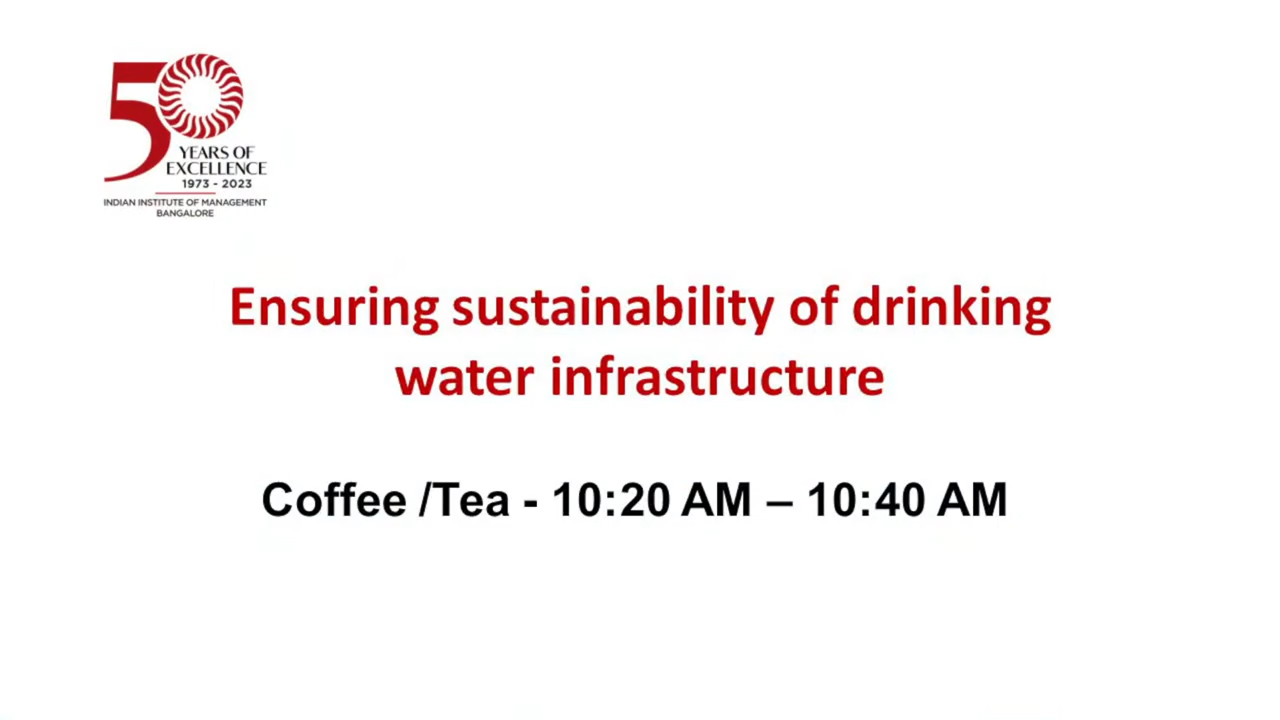 50
YEARS OF
EXCELLENCE
1973 - 2023
INDIAN INSTITUTE OF MANAGEMENT
BANGALORE
Ensuring sustainability of drinking
water infrastructure
Coffee /Tea - 10:20 AM – 10:40 AM